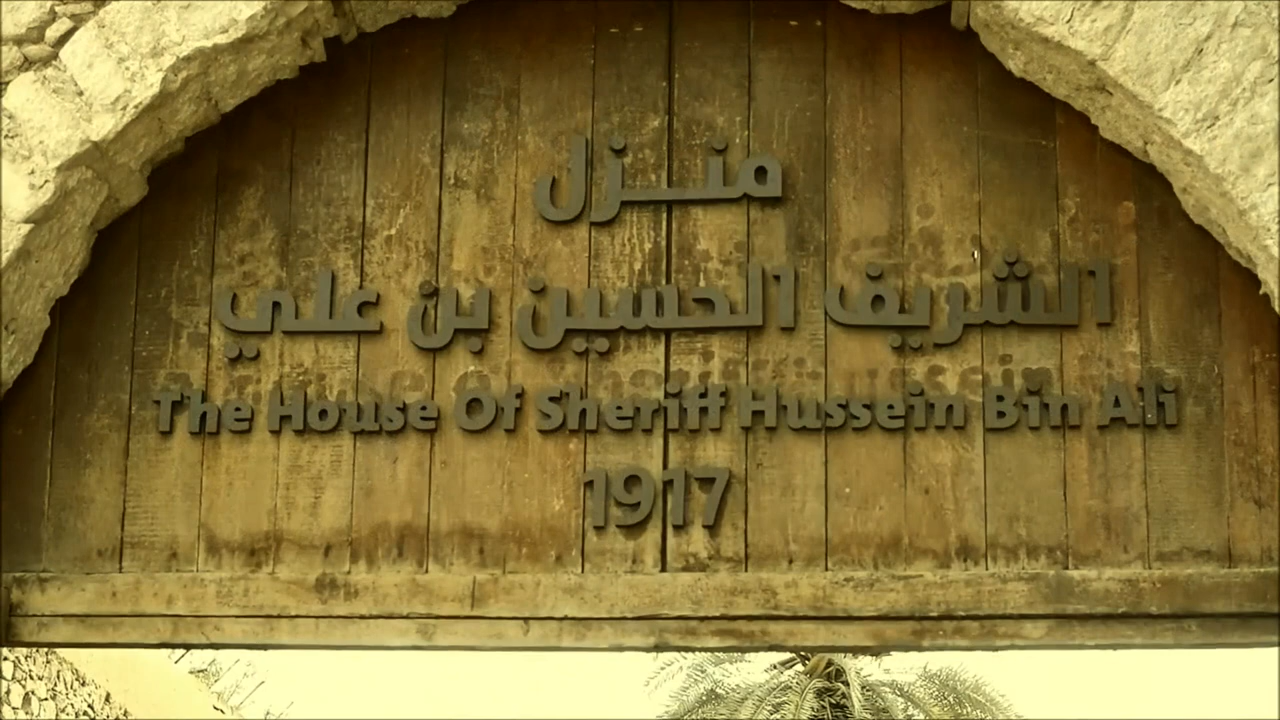 منزل
الشريف الحسين بن علي
The House Of Sheriff Hussein Bin Ali
1917